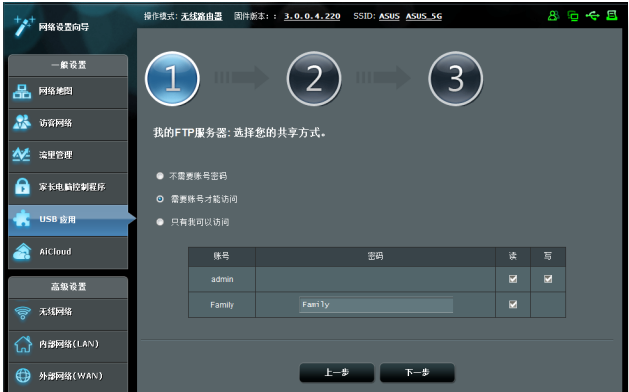 操作模式: 无线路由器 固件版本: : 3.0.0.4.220 SSID: ASUS ASUS_5G
网络设置向导
一般设置
网络地图
访客网络
流量管理
家长电脑控制程序
USB 应用
AiCloud
高级设置
无线网络
内部网络(LAN)
外部网络(WAN)
1 2 3
我的FTP服务器: 选择您的共享方式。
不需要账号密码
需要账号才能访问
只有我可以访问
账号 密码 读 写
admin
Family Family
上一步 下一步